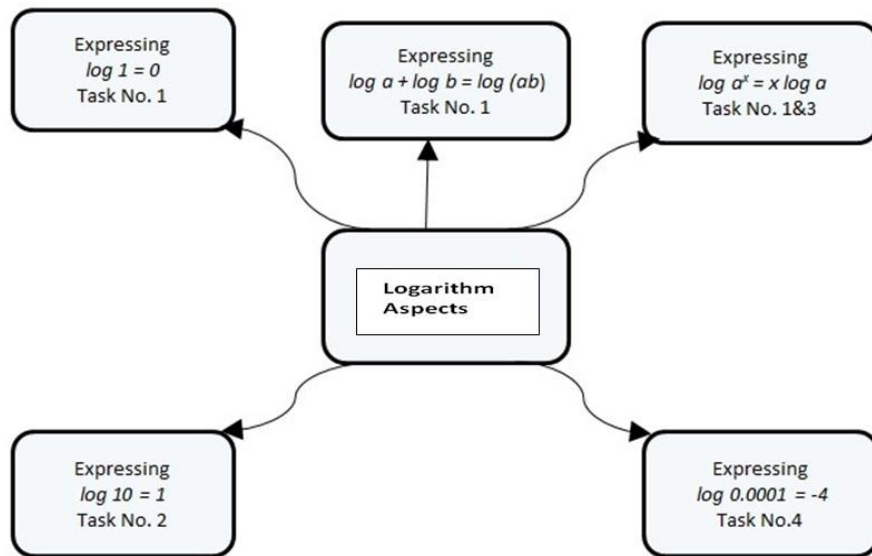 Expressing
log 1 = 0
Task No. 1
Expressing
log a + log b = log (ab)
Task No. 1
Expressing
log aˣ = x log a
Task No. 1&3
Logarithm
Aspects
Expressing
log 10 = 1
Task No. 2
Expressing
log 0.0001 = -4
Task No.4